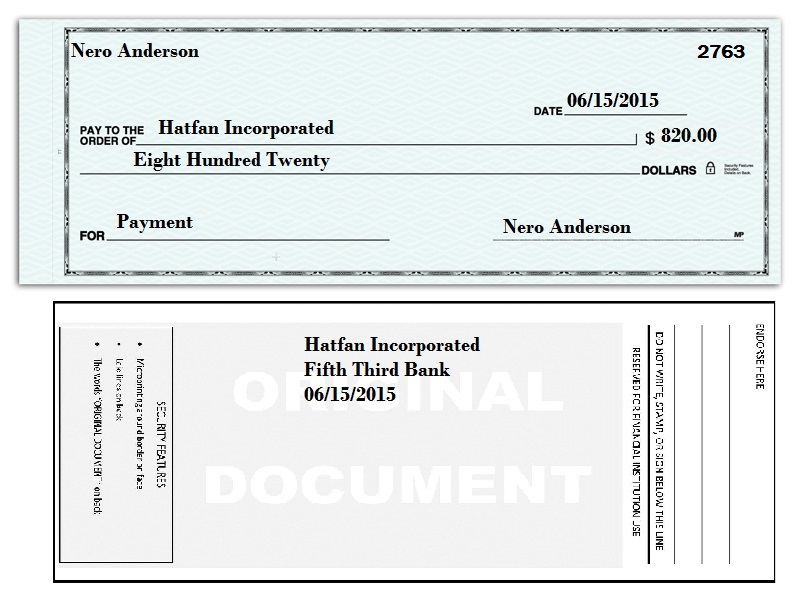 Nero Anderson
2763
DATE 06/15/2015
PAY TO THE
ORDER OF Hatfan Incorporated $ 820.00
Eight Hundred Twenty DOLLARS
Security Features
Included.
Details on Back.
FOR Payment
Nero Anderson
MP
Hatfan Incorporated
Fifth Third Bank
06/15/2015
ORIGINAL
DOCUMENT
SECURITY FEATURES
• Microprinting around border on face
• lines on back
• The words "ORIGINAL DOCUMENT" on back
ENDORSE HERE
DO NOT WRITE, STAMP, OR SIGN BELOW THIS LINE
RESERVED FOR FINANCIAL INSTITUTION USE